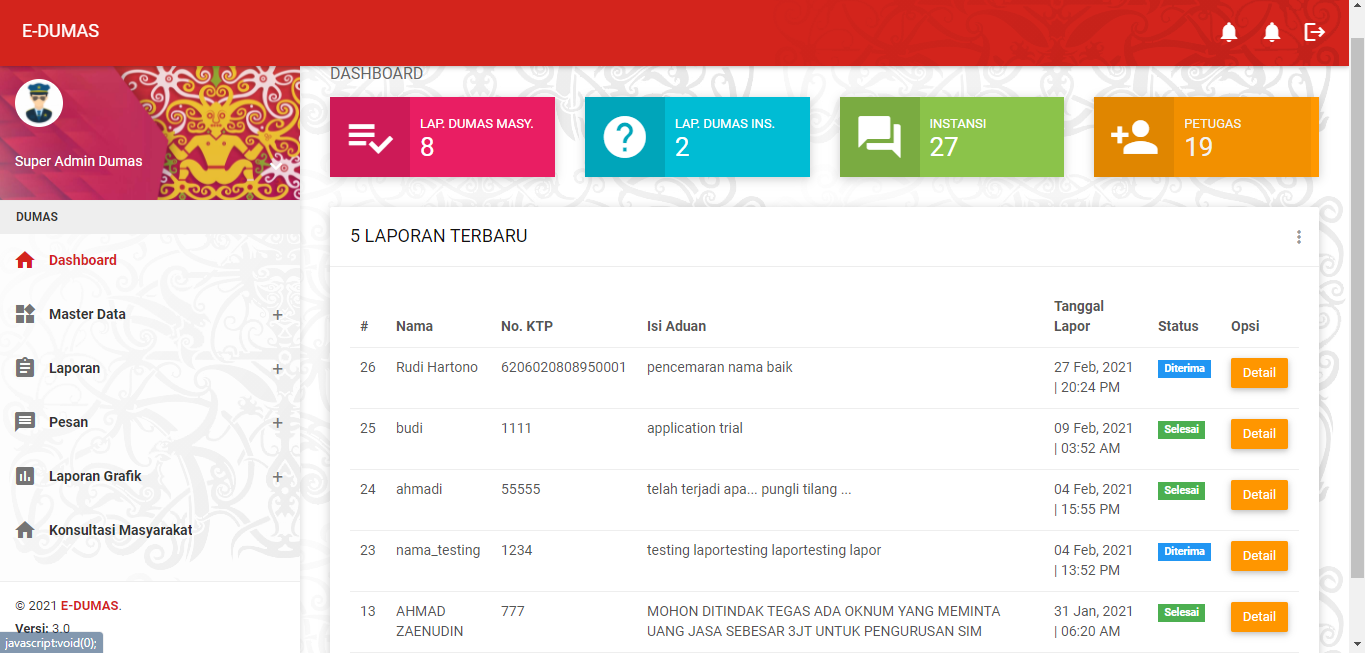 E-DUMAS
Super Admin Dumas
DUMAS
Dashboard
Master Data +
Laporan +
Pesan +
Laporan Grafik +
Konsultasi Masyarakat
© 2021 E-DUMAS.
Versi: 3.0
javascript:void(0);
DASHBOARD
LAP. DUMAS MASY.
8
LAP. DUMAS INS.
2
INSTANSI
27
PETUGAS
19
5 LAPORAN TERBARU
# Nama No. KTP Isi Aduan Tanggal Lapor Status Opsi
26 Rudi Hartono 6206020808950001 pencemaran nama baik 27 Feb, 2021 Diterima Detail
| 20:24 PM
25 budi 1111 application trial 09 Feb, 2021 Selesai Detail
| 03:52 AM
24 ahmadi 55555 telah terjadi apa... pungli tilang ... 04 Feb, 2021 Selesai Detail
| 15:55 PM
23 nama_testing 1234 testing laportesting laportesting lapor 04 Feb, 2021 Diterima Detail
| 13:52 PM
13 AHMAD 777 MOHON DITINDAK TEGAS ADA OKNUM YANG MEMINTA 31 Jan, 2021 Selesai Detail
ZAENUDIN UANG JASA SEBESAR 3JT UNTUK PENGURUSAN SIM | 06:20 AM